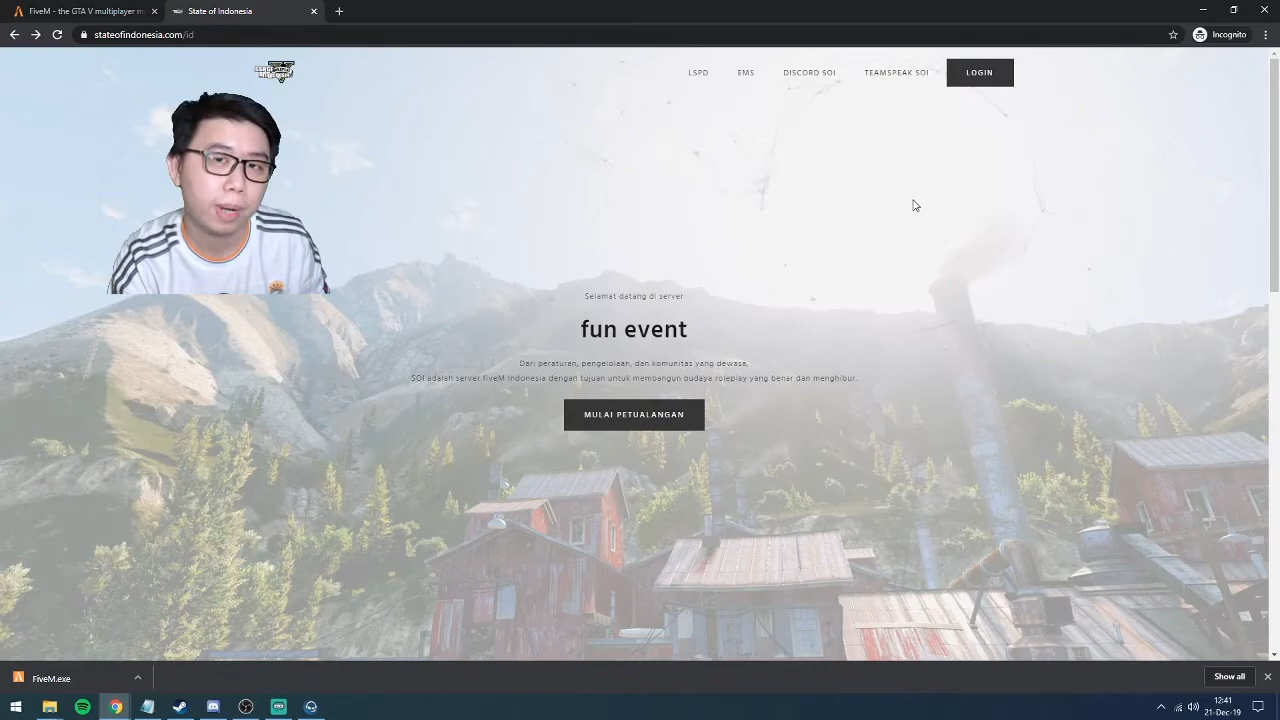 FiveM - the GTA V multiplayer m
State of Indonesia
stateofindonesia.com/id
Incognito
LSPD
EMS
DISCORD SOI
TEAMSPEAK SOI
LOGIN
Selamat datang di server
fun event
Dari peraturan, pengelolaan, dan komunitas yang dewasa,
SOI adalah server fiveM Indonesia dengan tujuan untuk membangun budaya roleplay yang benar dan menghibur.
MULAI PETUALANGAN
FiveM.exe
Show all
12:41
21-Dec-19